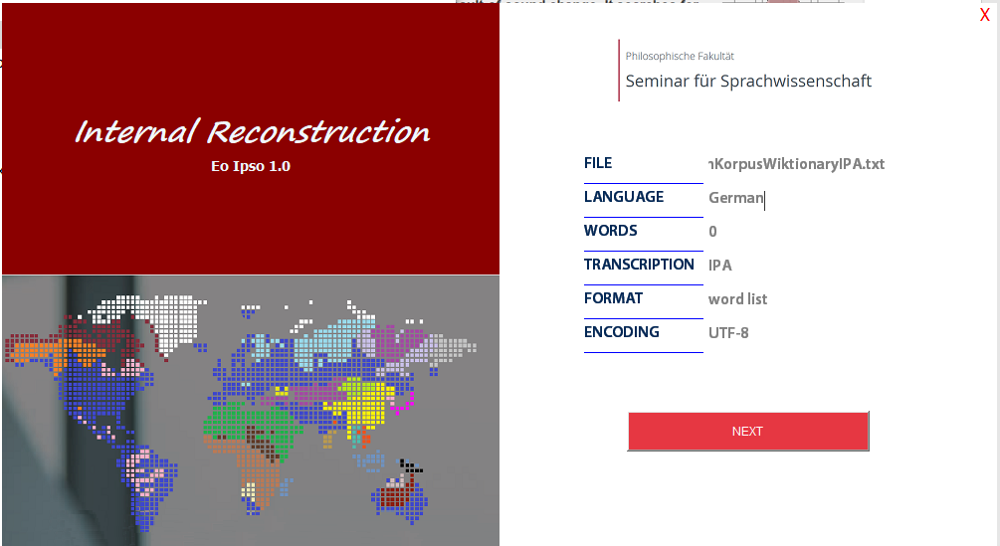 X
Internal Reconstruction
Eo Ipso 1.0
Philosophische Fakultät
Seminar für Sprachwissenschaft
FILE nKorpusWiktionaryIPA.txt
LANGUAGE German
WORDS 0
TRANSCRIPTION IPA
FORMAT word list
ENCODING UTF-8
NEXT